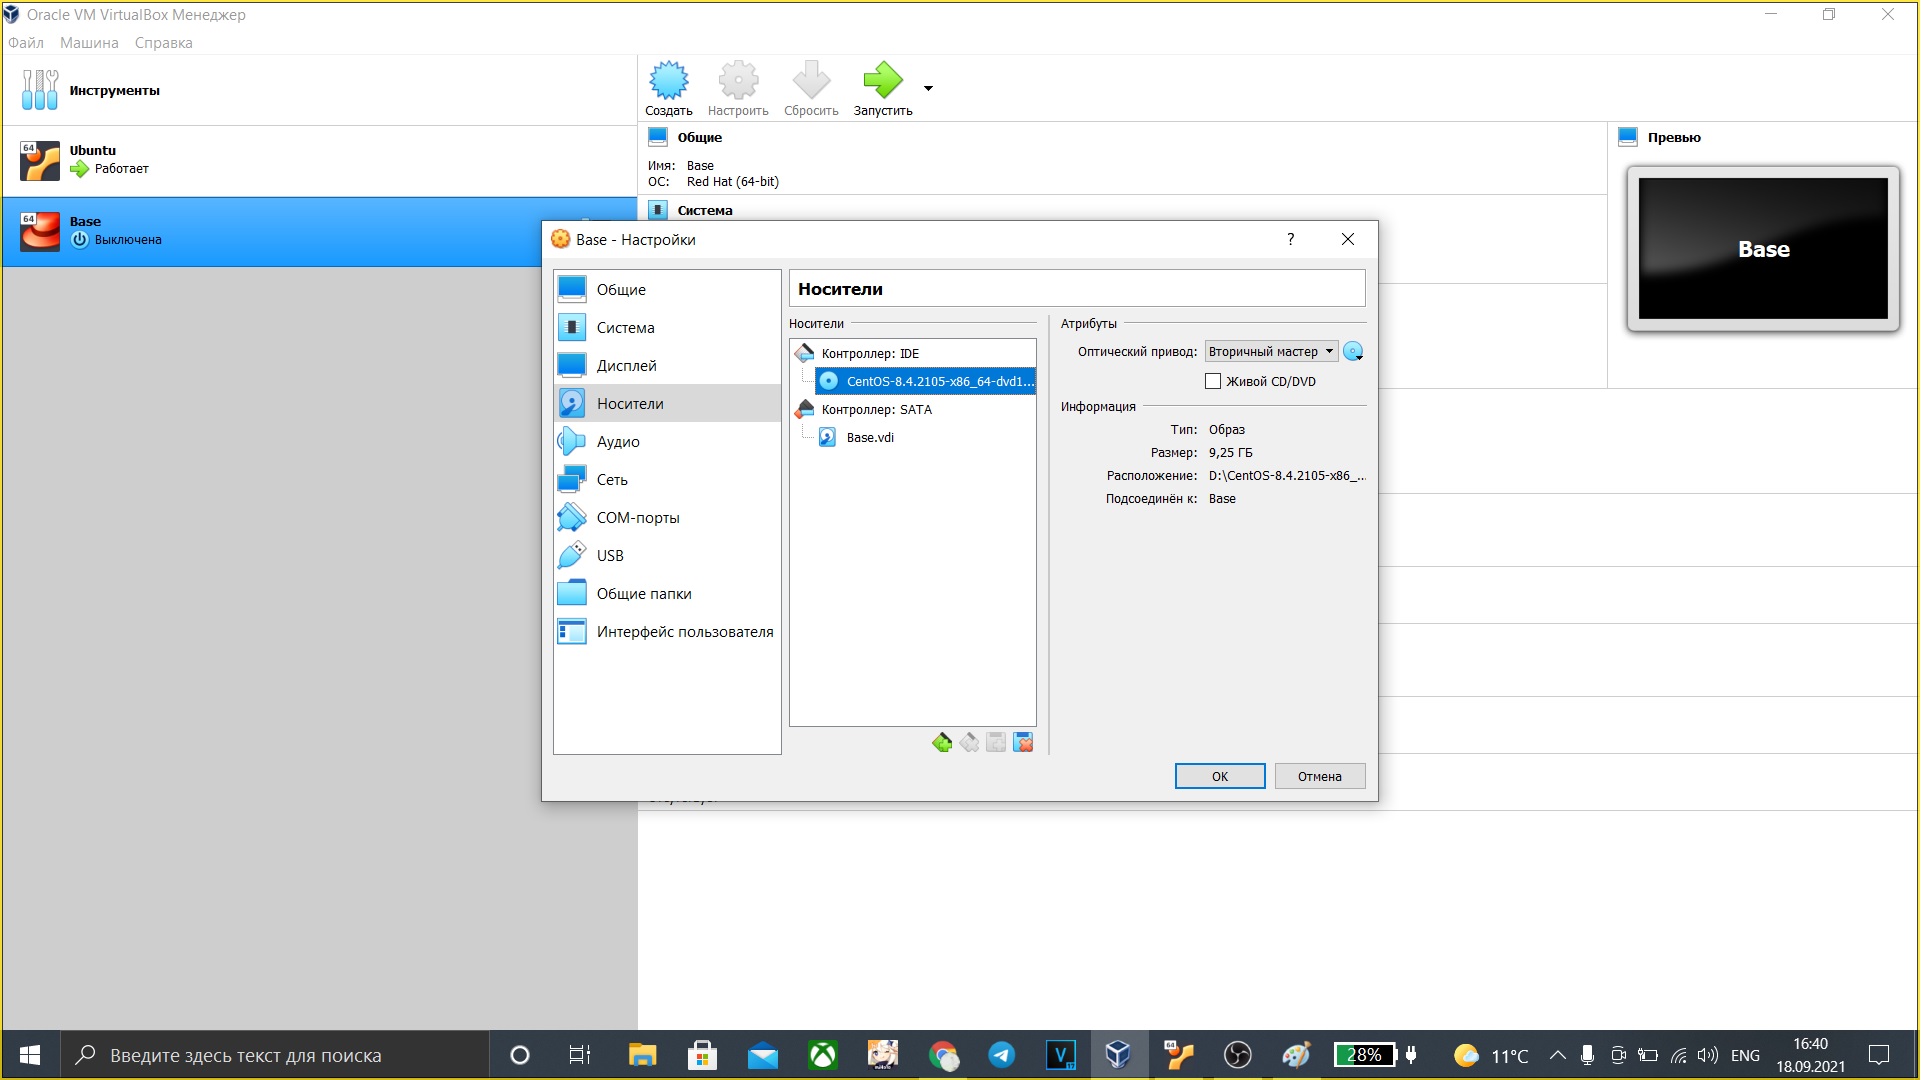 Oracle VM VirtualBox Менеджер
Файл Машина Справка
Инструменты
64
Ubuntu
Работает
64
Base
Выключена
Создать Настроить Сбросить Запустить
Общие
Имя: Base
ОС: Red Hat (64-bit)
Система
Превью
Base
Base - Настройки
?
Общие
Система
Дисплей
Носители
Аудио
Сеть
COM-порты
USB
Общие папки
Интерфейс пользователя
Носители
Носители
Контроллер: IDE
CentOS-8.4.2105-x86_64-dvd1...
Контроллер: SATA
Base.vdi
Атрибуты
Оптический привод: Вторичный мастер
Живой CD/DVD
Информация
Тип: Образ
Размер: 9,25 ГБ
Расположение: D:\CentOS-8.4.2105-x86_...
Подсоединён к: Base
OK Отмена
Введите здесь текст для поиска
V
64
28%
11°C
ENG
16:40
18.09.2021